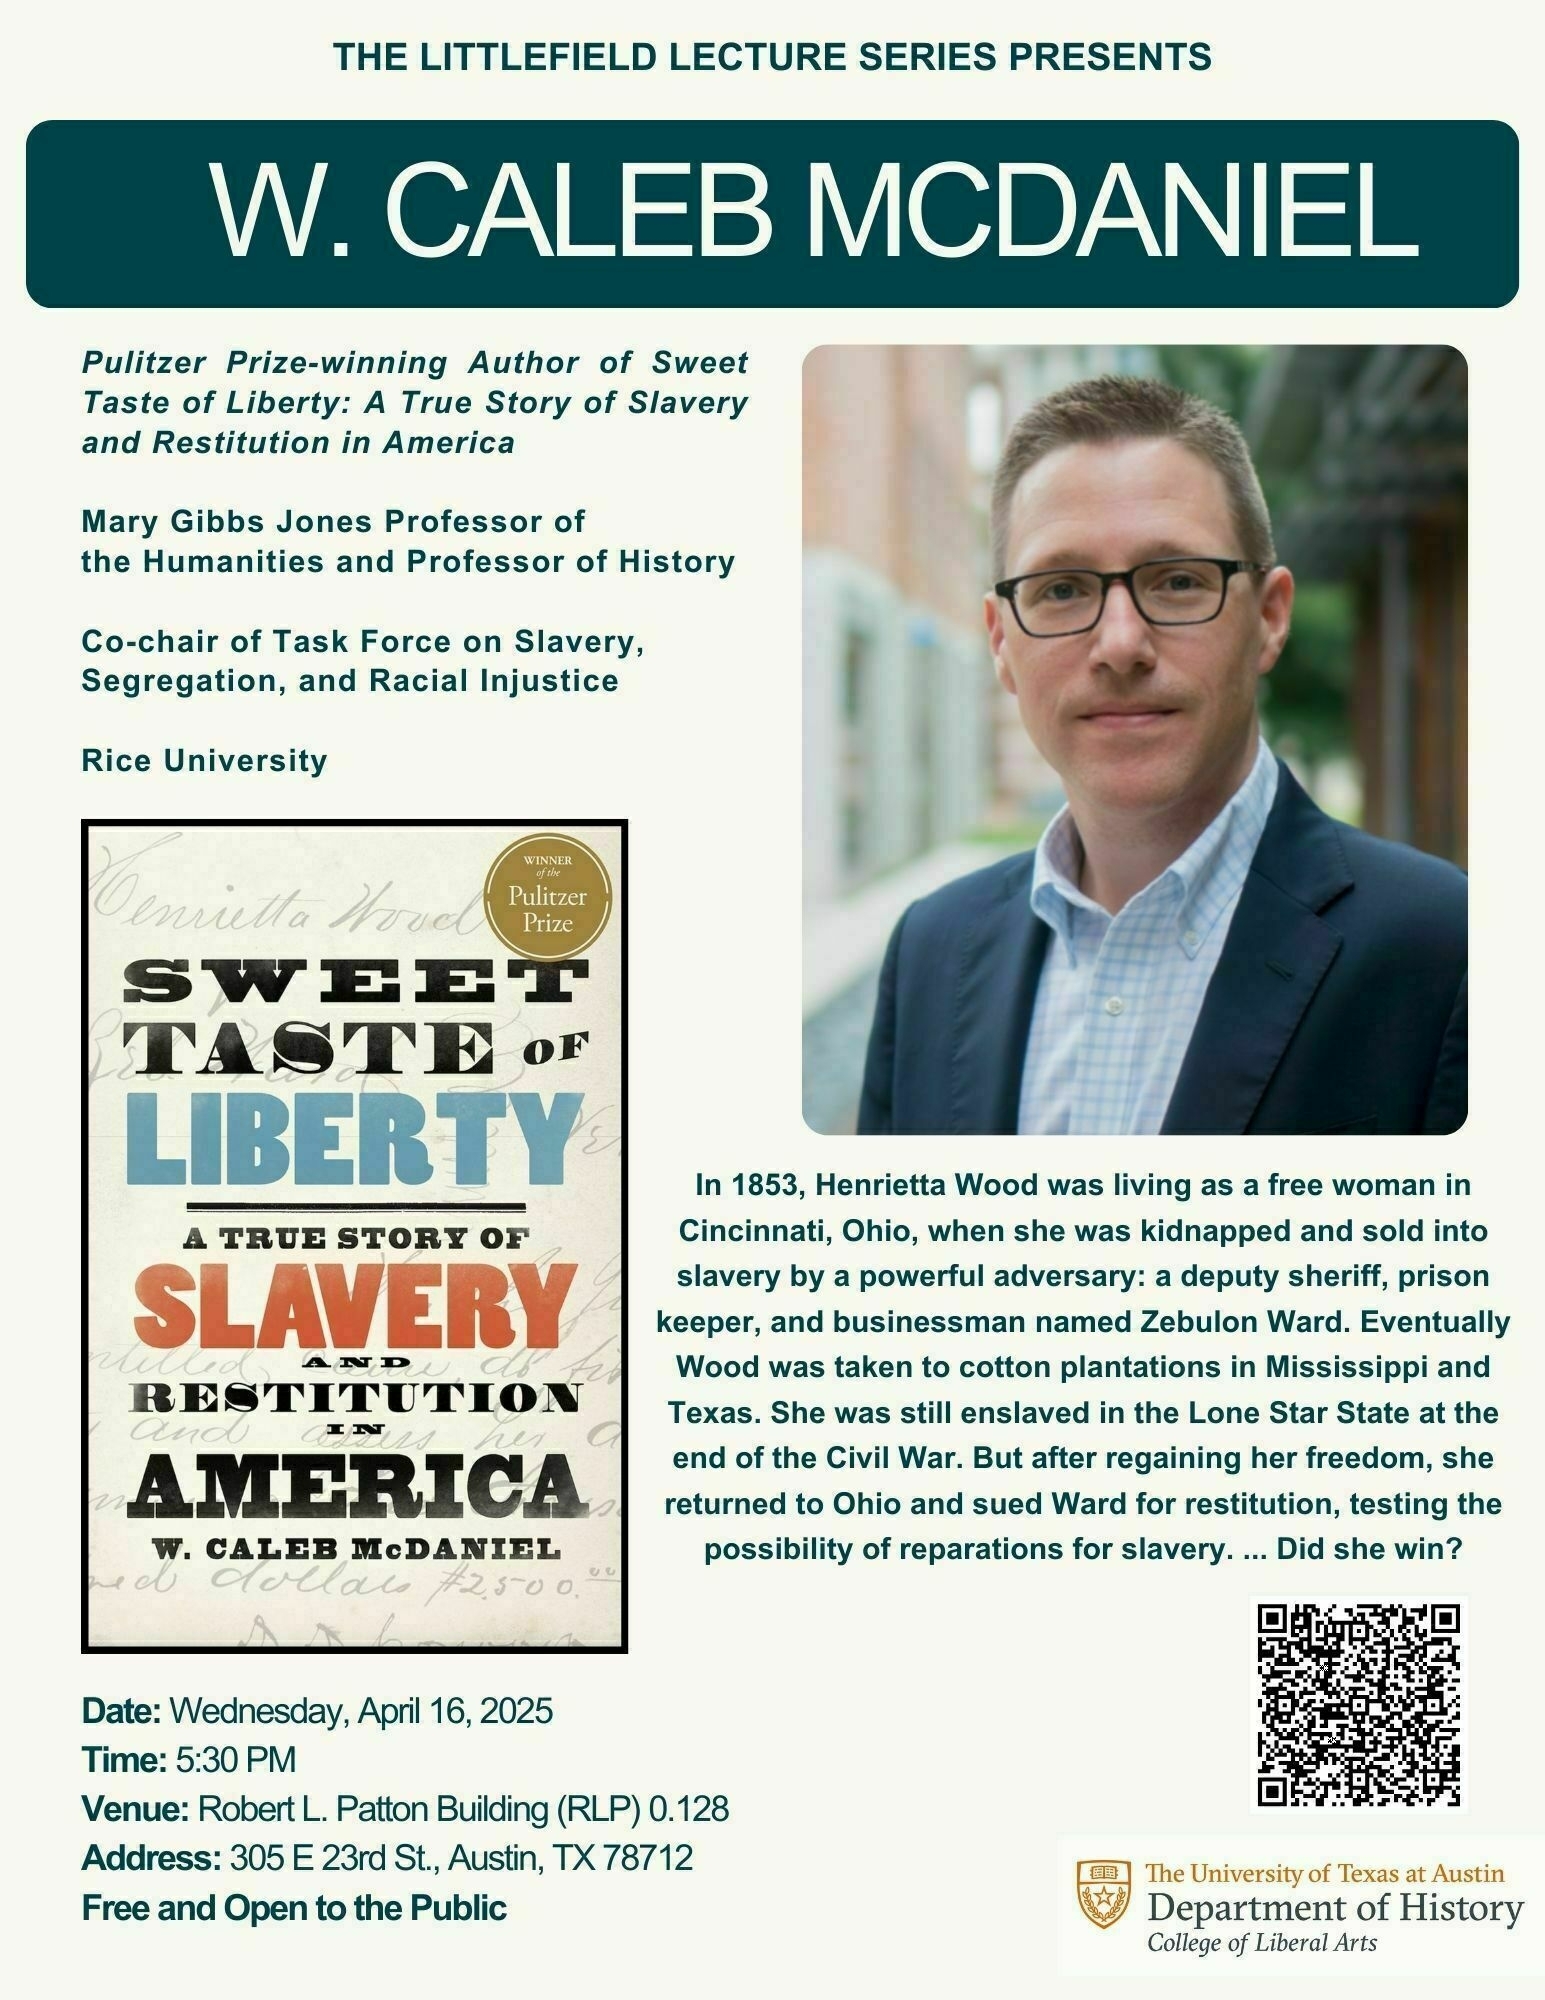 THE LITTLEFIELD LECTURE SERIES PRESENTS
W. CALEB MCDANIEL
Pulitzer Prize-winning Author of Sweet
Taste of Liberty: A True Story of Slavery
and Restitution in America
Mary Gibbs Jones Professor of
the Humanities and Professor of History
Co-chair of Task Force on Slavery,
Segregation, and Racial Injustice
Rice University
Henrietta Wood
WINNER
of the
Pulitzer
Prize
SWEET
TASTE OF
LIBERTY
A TRUE STORY OF
SLAVERY
AND
RESTITUTION
IN
AMERICA
W. CALEB McDANIEL
dollars #2,500.00
In 1853, Henrietta Wood was living as a free woman in
Cincinnati, Ohio, when she was kidnapped and sold into
slavery by a powerful adversary: a deputy sheriff, prison
keeper, and businessman named Zebulon Ward. Eventually
Wood was taken to cotton plantations in Mississippi and
Texas. She was still enslaved in the Lone Star State at the
end of the Civil War. But after regaining her freedom, she
returned to Ohio and sued Ward for restitution, testing the
possibility of reparations for slavery. ... Did she win?
Date: Wednesday, April 16, 2025
Time: 5:30 PM
Venue: Robert L. Patton Building (RLP) 0.128
Address: 305 E 23rd St., Austin, TX 78712
Free and Open to the Public
The University of Texas at Austin
Department of History
College of Liberal Arts